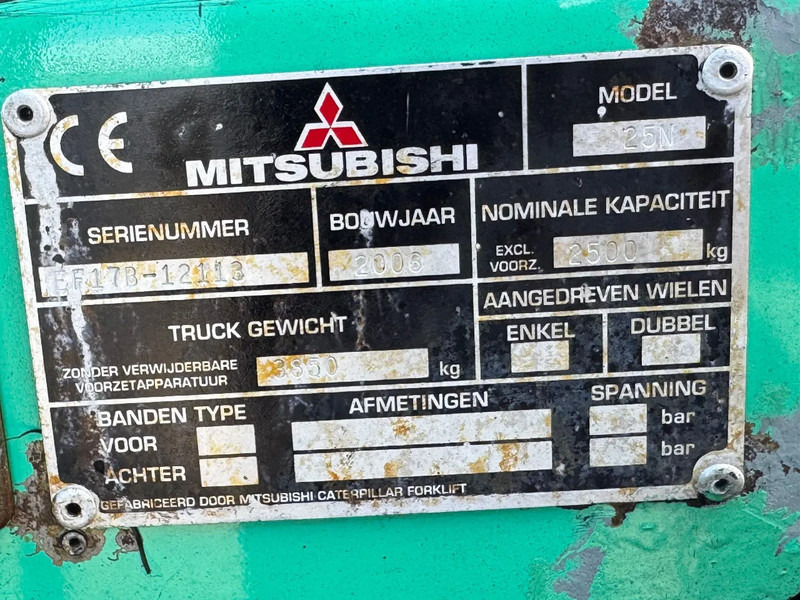 CE
MITSUBISHI
MODEL
25N
SERIENUMMER
EF17B-12113
BOUWJAAR
2006
NOMINALE KAPACITEIT
EXCL. VOORZ. 2500 kg
TRUCK GEWICHT
ZONDER VERWIJDERBARE
VOORZETAPPARATUUR
3850 kg
AANGEDREVEN WIELEN
ENKEL DUBBEL
BANDEN TYPE AFMETINGEN SPANNING
VOOR bar
ACHTER bar
GEFABRICEERD DOOR MITSUBISHI CATERPILLAR FORKLIFT